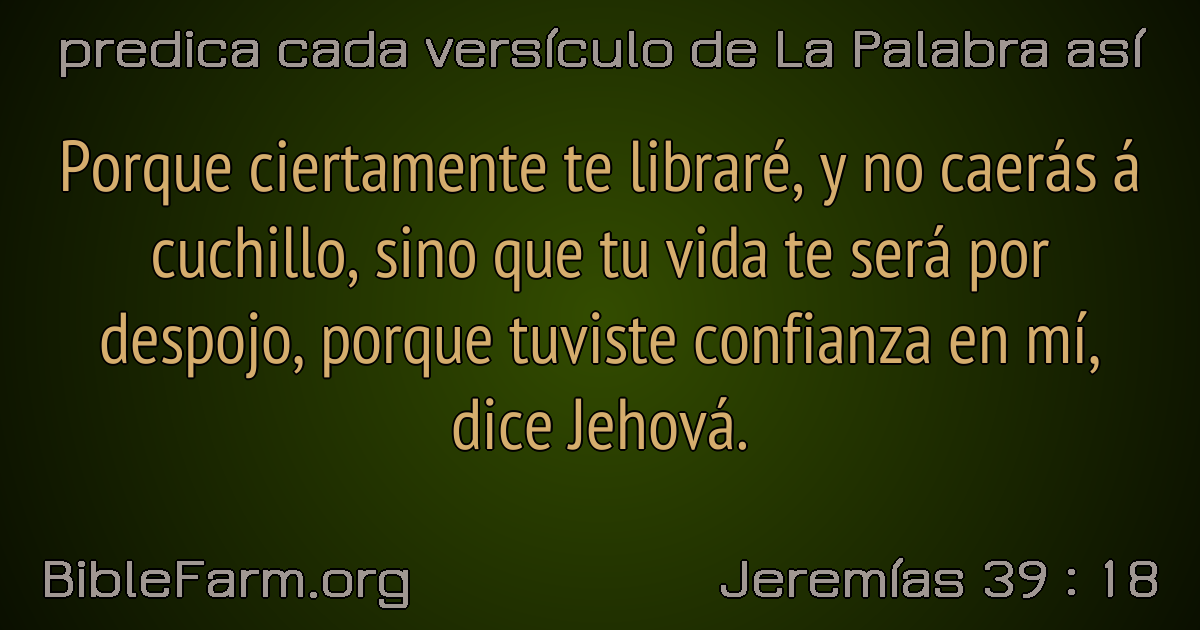 predica cada versículo de La Palabra así
Porque ciertamente te libraré, y no caerás á
cuchillo, sino que tu vida te será por
despojo, porque tuviste confianza en mí,
dice Jehová.
BibleFarm.org
Jeremías 39 : 18